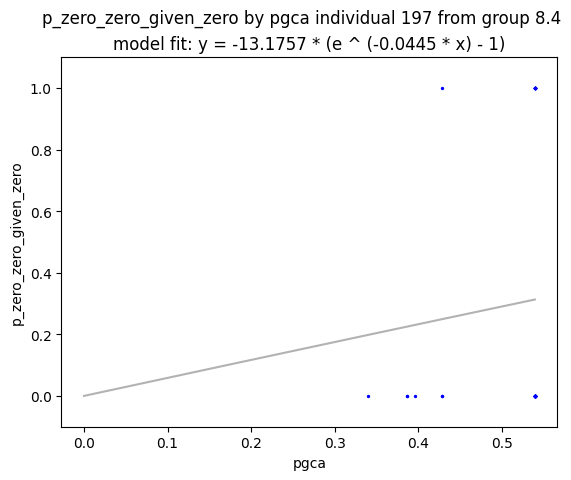 p_zero_zero_given_zero by pgca individual 197 from group 8.4
model fit: y = -13.1757 * (e ^ (-0.0445 * x) - 1)
1.0
0.8
0.6
0.4
0.2
0.0
p_zero_zero_given_zero
0.0 0.1 0.2 0.3 0.4 0.5
pgca